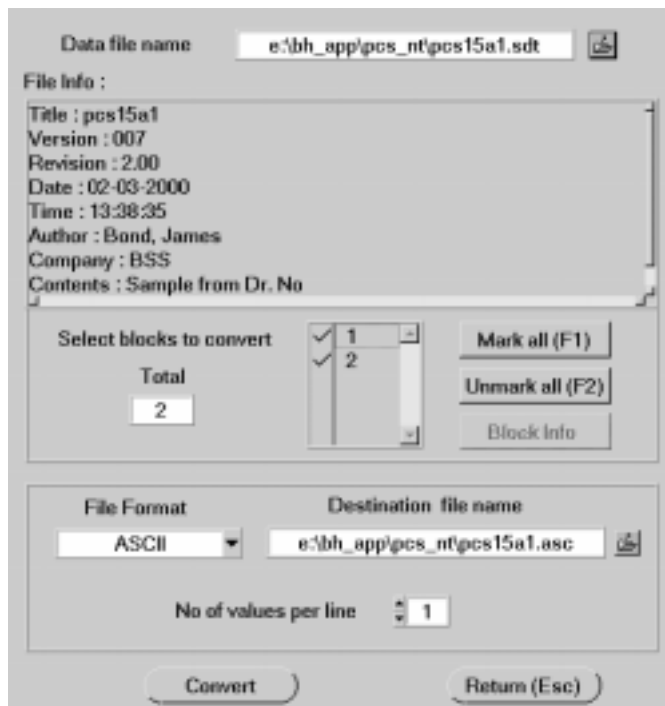 Data file name e:\bh_app\pcs_nt\pcs15a1.sdt
File Info :
Title : pcs15a1
Version : 007
Revision : 2.00
Date : 02-03-2000
Time : 13:38:35
Author : Bond, James
Company : BSS
Contents : Sample from Dr. No
Select blocks to convert
1
2
Total
2
Mark all (F1)
Unmark all (F2)
Block Info
File Format
ASCII
Destination file name
e:\bh_app\pcs_nt\pcs15a1.asc
No of values per line 1
Convert
Return (Esc)